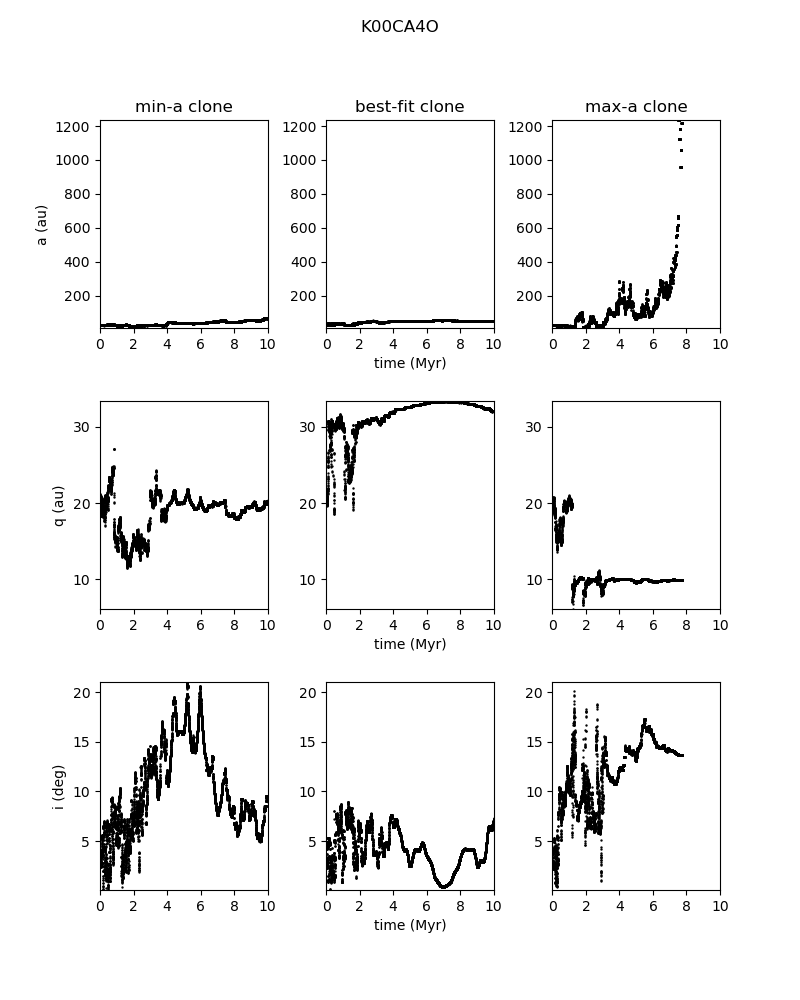 K00CA4O
min-a clone best-fit clone max-a clone
1200 1200 1200
1000 1000 1000
800 800 800
a (au)
600 600 600
400 400 400
200 200 200
0 2 4 6 8 10 0 2 4 6 8 10 0 2 4 6 8 10
time (Myr)
30 30 30
q (au)
20 20 20
10 10 10
0 2 4 6 8 10 0 2 4 6 8 10 0 2 4 6 8 10
time (Myr)
20 20 20
15 15 15
i (deg)
10 10 10
5 5 5
0 2 4 6 8 10 0 2 4 6 8 10 0 2 4 6 8 10
time (Myr)